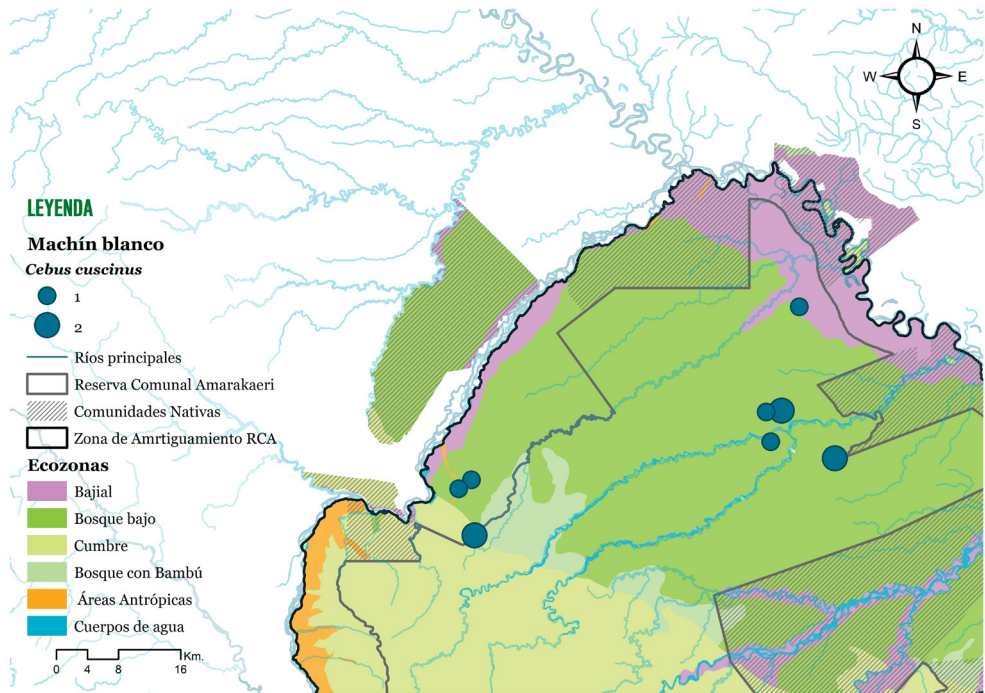 N
W
E
S
LEYENDA
Machín blanco
Cebus cuscinus
1
2
Ríos principales
Reserva Comunal Amarakaeri
Comunidades Nativas
Zona de Amrtiguamiento RCA
Ecozonas
Bajial
Bosque bajo
Cumbre
Bosque con Bambú
Áreas Antrópicas
Cuerpos de agua
Km.
0 4 8 16